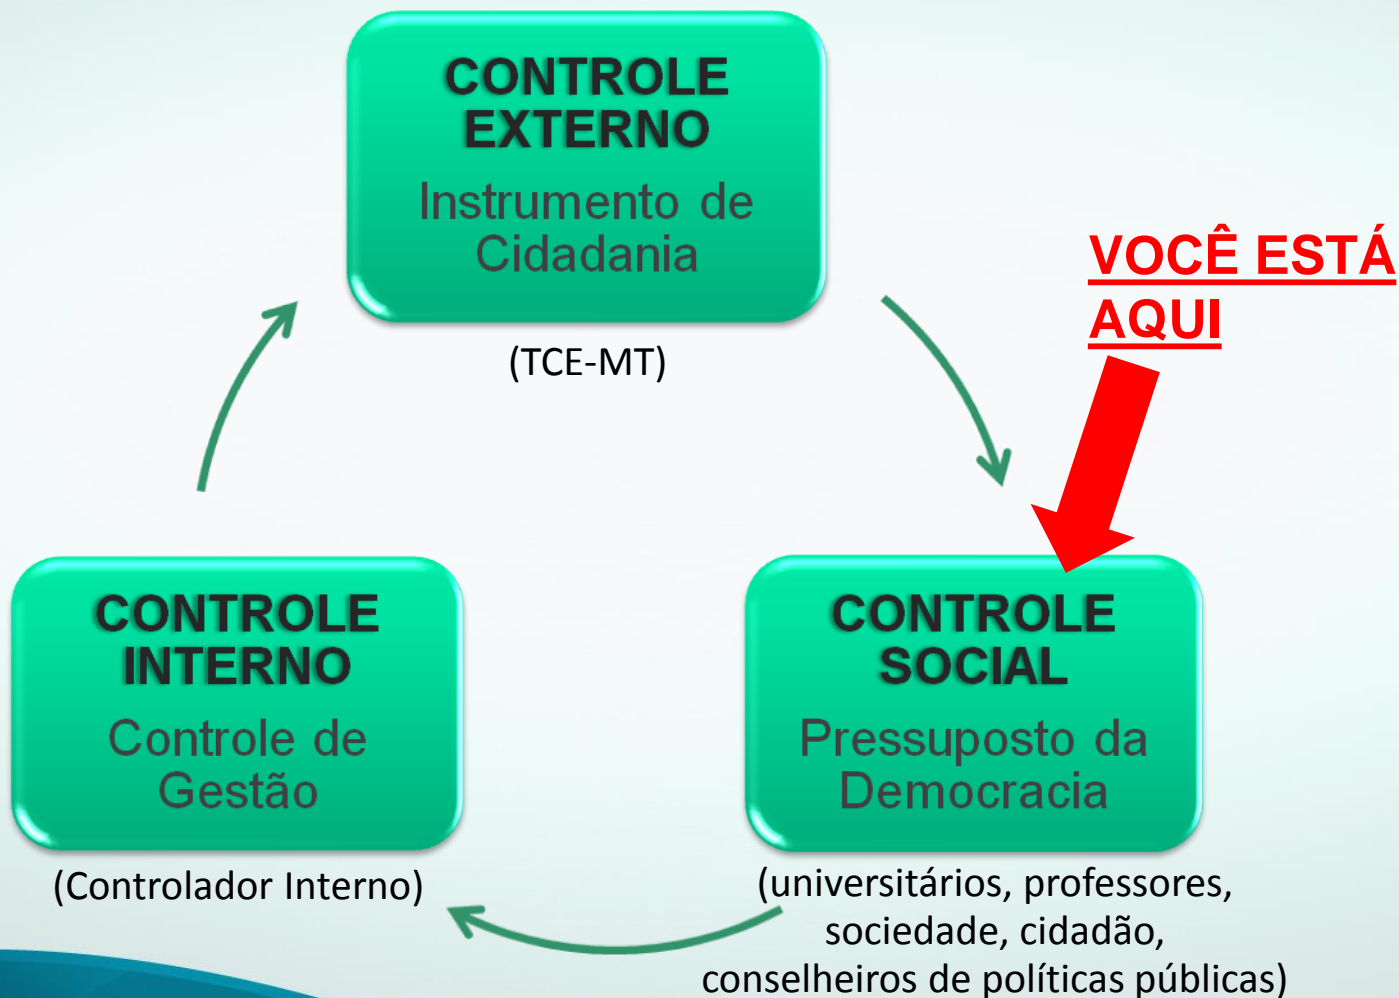 CONTROLE
EXTERNO
Instrumento de
Cidadania
(TCE-MT)
VOCÊ ESTÁ
AQUI
CONTROLE
INTERNO
Controle de
Gestão
(Controlador Interno)
CONTROLE
SOCIAL
Pressuposto da
Democracia
(universitários, professores,
sociedade, cidadão,
conselheiros de políticas públicas)